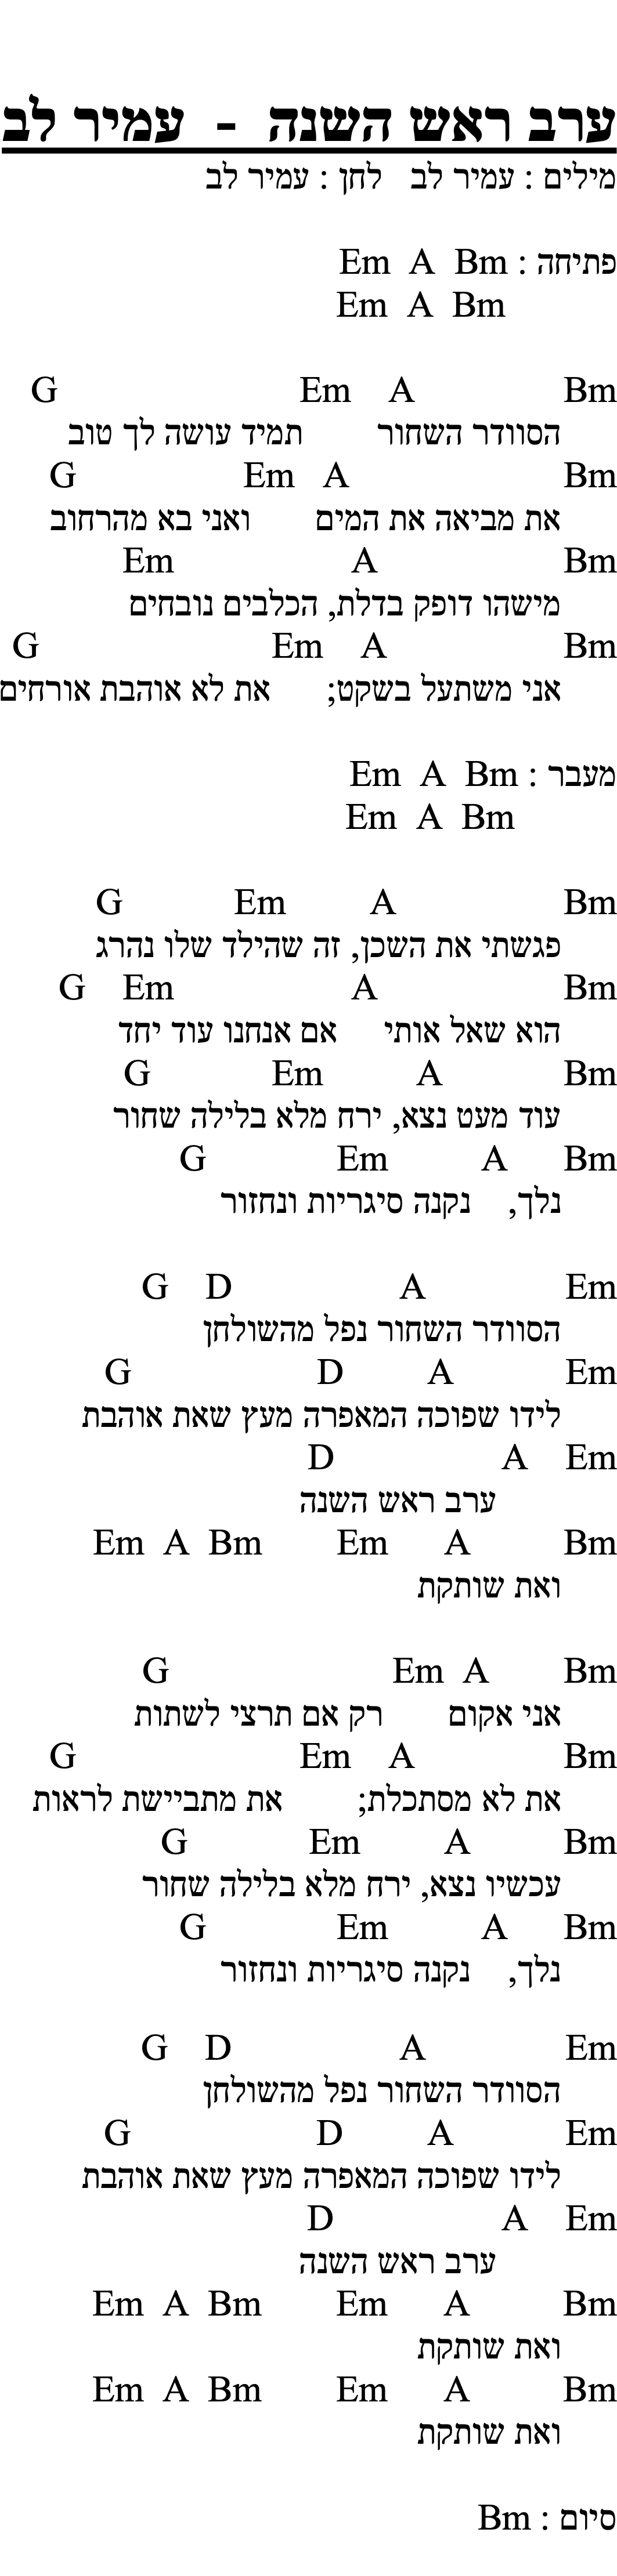 ערב ראש השנה - עמיר לב
מילים : עמיר לב לחן : עמיר לב
פתיחה : Bm A Em
Bm A Em
Bm A Em G
הסוודר השחור תמיד עושה לך טוב
Bm A Em G
את מביאה את המים ואני בא מהרחוב
Bm A Em
מישהו דופק בדלת, הכלבים נובחים
Bm A Em G
אני משתעל בשקט; את לא אוהבת אורחים
מעבר : Bm A Em
Bm A Em
Bm A Em G
פגשתי את השכן, זה שהילד שלו נהרג
Bm A Em G
הוא שאל אותי אם אנחנו עוד יחד
Bm A Em G
עוד מעט נצא, ירח מלא בלילה שחור
Bm A Em G
נלך, נקנה סיגריות ונחזור
Em A D G
הסוודר השחור נפל מהשולחן
Em A D G
לידו שפוכה המאפרה מעץ שאת אוהבת
Em A D
ערב ראש השנה
Bm A Em Bm A Em
ואת שותקת
Bm A Em G
אני אקום רק אם תרצי לשתות
Bm A Em G
את לא מסתכלת; את מתביישת לראות
Bm A Em G
עכשיו נצא, ירח מלא בלילה שחור
Bm A Em G
נלך, נקנה סיגריות ונחזור
Em A D G
הסוודר השחור נפל מהשולחן
Em A D G
לידו שפוכה המאפרה מעץ שאת אוהבת
Em A D
ערב ראש השנה
Bm A Em Bm A Em
ואת שותקת
Bm A Em Bm A Em
ואת שותקת
סיום : Bm